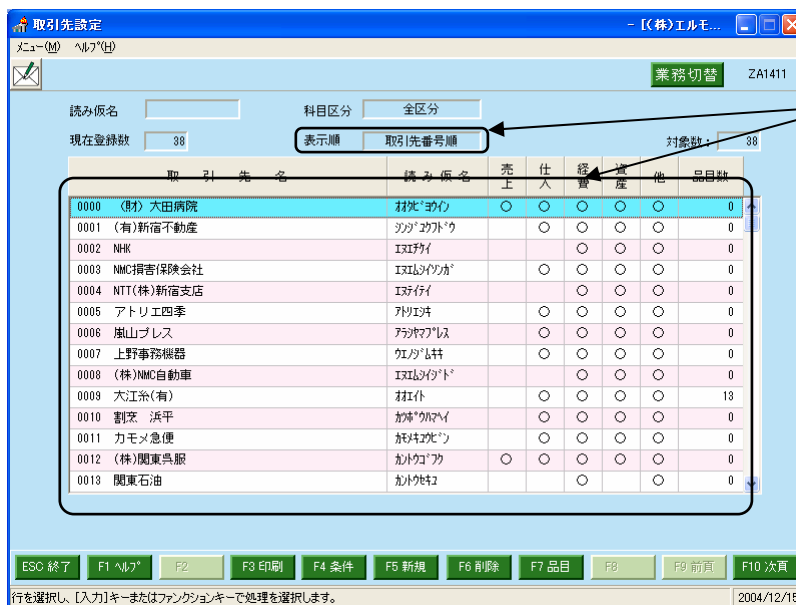 取引先設定 - [(株)エルモ...
メニュー(M) ヘルプ(H)
業務切替 ZA1411
読み仮名 科目区分 全区分
現在登録数 38 表示順 取引先番号順 対象数: 38
取 引 先 名 読み仮名 売上 仕入 経費 資産 他 品目数
0000 (財)大田病院 ｵｵﾀﾋﾞｮｳｲﾝ ○ ○ ○ ○ ○ 0
0001 (有)新宿不動産 ｼﾝｼﾞｭｸﾌﾄﾞｳ ○ ○ ○ ○ 0
0002 NHK ｴﾇｴﾁｹｲ ○ ○ ○ 0
0003 NMC損害保険会社 ｴﾇｴﾑｼｲｿﾝｶﾞ ○ ○ ○ ○ 0
0004 NTT(株)新宿支店 ｴﾇﾃｲﾃｲ ○ ○ ○ 0
0005 アトリエ四季 ｱﾄﾘｴｼｷ ○ ○ ○ ○ 0
0006 嵐山プレス ｱﾗｼﾔﾏﾌﾟﾚｽ ○ ○ ○ ○ 0
0007 上野事務機器 ｳｴﾉｼﾞﾑｷｷ ○ ○ ○ ○ 0
0008 (株)NMC自動車 ｴﾇｴﾑｼｲｼﾞﾄﾞ ○ ○ ○ 0
0009 大江糸(有) ｵｵｴｲﾄ ○ ○ ○ ○ 13
0010 割烹 浜平 ｶﾂﾎﾟｳﾊﾏﾍｲ ○ ○ ○ ○ 0
0011 カモメ急便 ｶﾓﾒｷﾕｳﾋﾞﾝ ○ ○ ○ ○ 0
0012 (株)関東呉服 ｶﾝﾄｳｺﾞﾌｸ ○ ○ ○ ○ ○ 0
0013 関東石油 ｶﾝﾄｳｾｷﾕ ○ ○ 0
ESC 終了 F1 ヘルプ F2 F3 印刷 F4 条件 F5 新規 F6 削除 F7 品目 F8 F9 前頁 F10 次頁
行を選択し、[入力]キーまたはファンクションキーで処理を選択します。 2004/12/15